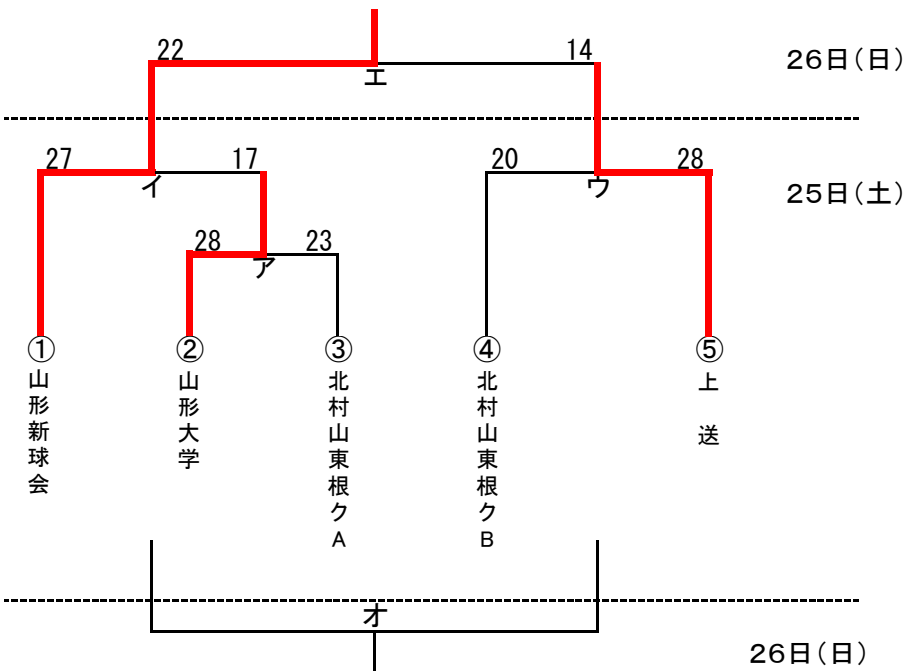 22
14
エ
26日(日)
27
17
20
28
イ
ウ
25日(土)
28
23
ア
①
②
③
④
⑤
山形新球会
山形大学
北村山東根クA
北村山東根クB
上 送
オ
26日(日)